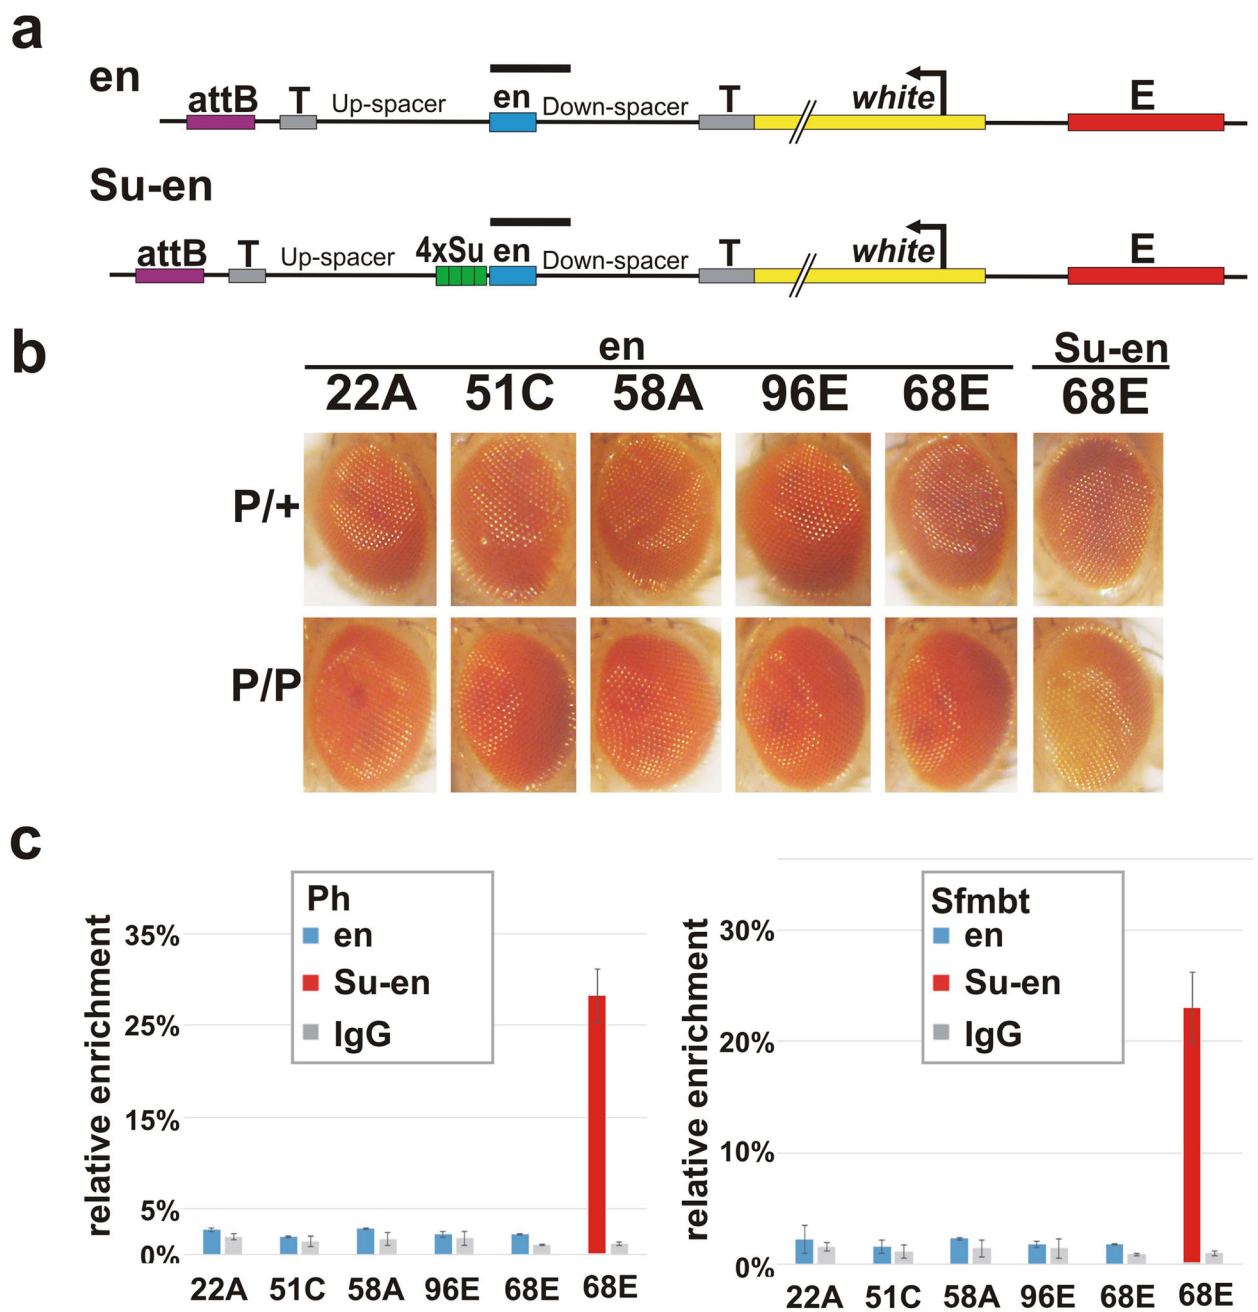 a
en
attB T Up-spacer en Down-spacer T white E
Su-en
attB T Up-spacer 4xSu en Down-spacer T white E
b
en Su-en
22A 51C 58A 96E 68E 68E
P/+
P/P
c
relative enrichment
35%
25%
15%
5%
0%
Ph
en
Su-en
IgG
22A 51C 58A 96E 68E 68E
relative enrichment
30%
20%
10%
0%
Sfmbt
en
Su-en
IgG
22A 51C 58A 96E 68E 68E